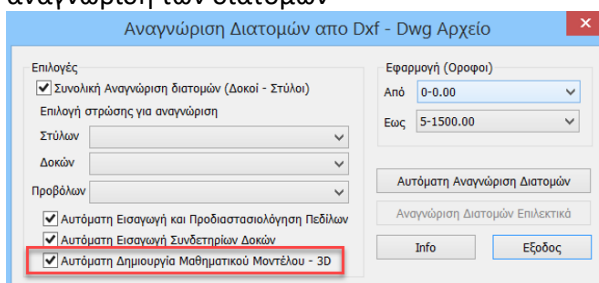 αναγνώριση των διατομών
Αναγνώριση Διατομών απο Dxf - Dwg Αρχείο
Επιλογές
Συνολική Αναγνώριση διατομών (Δοκοί - Στύλοι)
Επιλογή στρώσης για αναγνώριση
Στύλων
Δοκών
Προβόλων
Αυτόματη Εισαγωγή και Προδιαστασιολόγηση Πεδίλων
Αυτόματη Εισαγωγή Συνδετηρίων Δοκών
Αυτόματη Δημιουργία Μαθηματικού Μοντέλου - 3D
Εφαρμογή (Οροφοι)
Από 0-0.00
Εως 5-1500.00
Αυτόματη Αναγνώριση Διατομών
Αναγνώριση Διατομών Επιλεκτικά
Info
Εξοδος